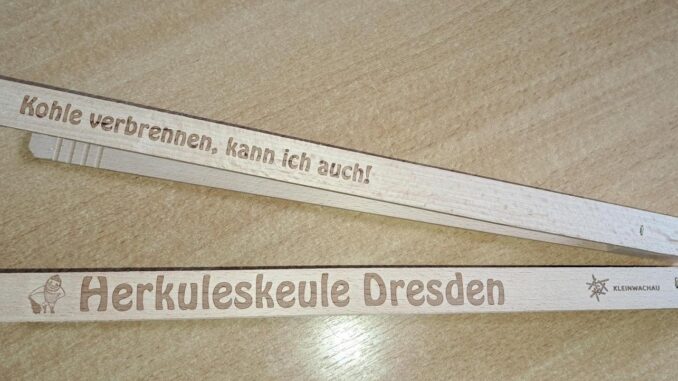 Kohle verbrennen, kann ich auch!
Herkuleskeule Dresden
KLEINWACHAU